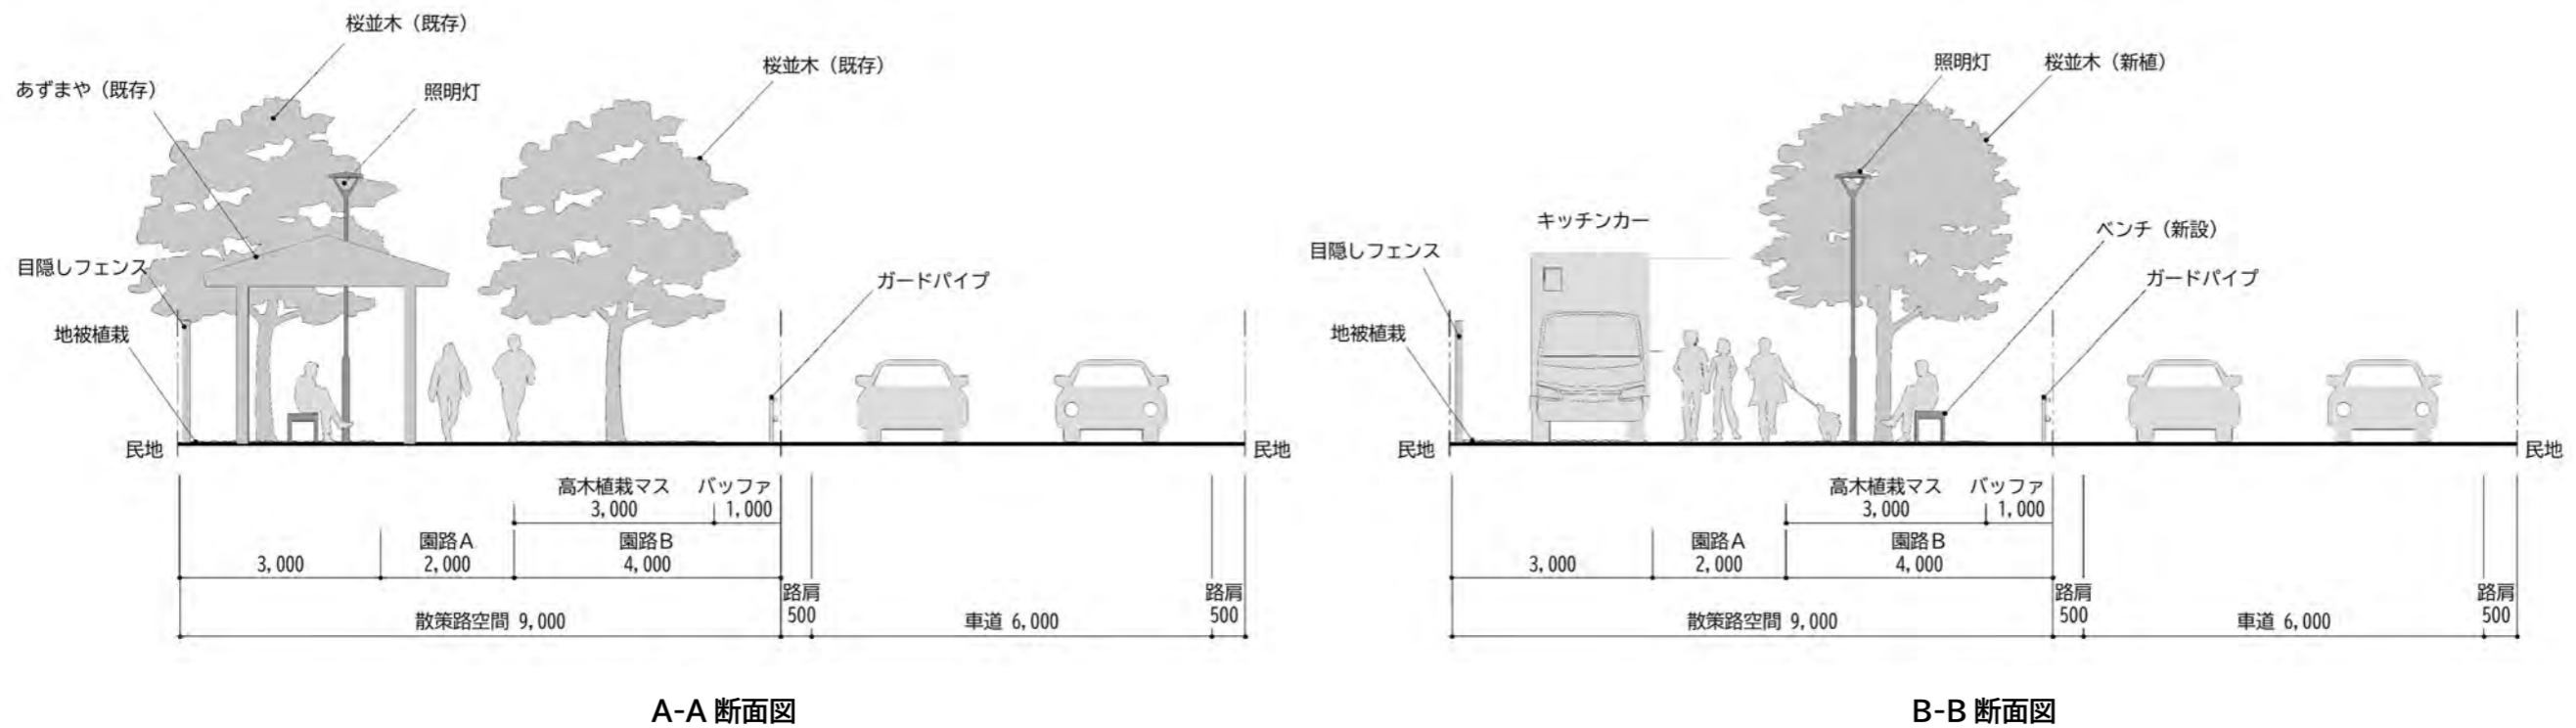 桜並木（既存）
桜並木（既存）
あずまや（既存）
照明灯
目隠しフェンス
ガードパイプ
地被植栽
民地
民地
高木植栽マス
3,000
バッファ
1,000
3,000
園路A
2,000
園路B
4,000
路肩
500
路肩
500
散策路空間 9,000
車道 6,000
A-A 断面図
照明灯
桜並木（新植）
キッチンカー
ベンチ（新設）
目隠しフェンス
ガードパイプ
地被植栽
民地
民地
高木植栽マス
3,000
バッファ
1,000
3,000
園路A
2,000
園路B
4,000
路肩
500
路肩
500
散策路空間 9,000
車道 6,000
B-B 断面図